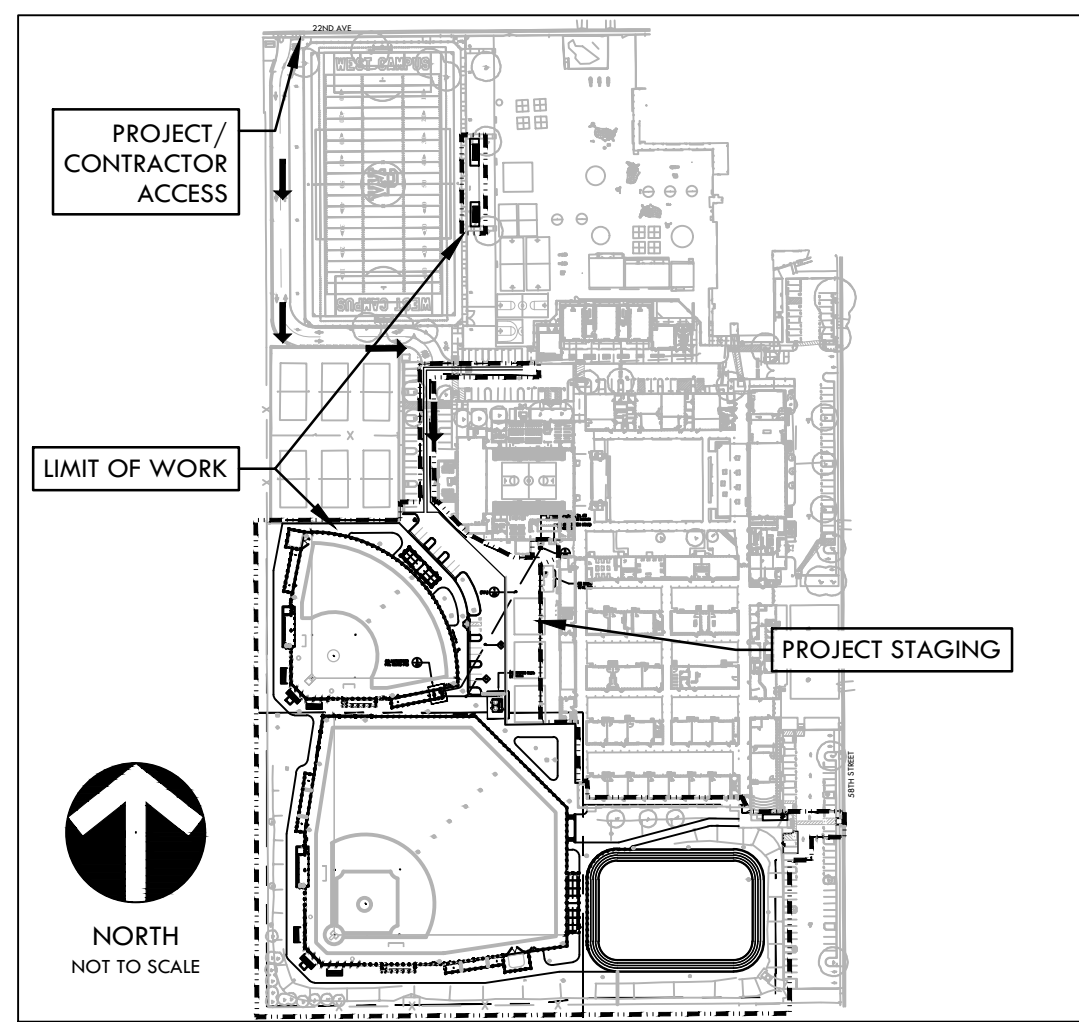 22ND AVE
WEST CAMPUS
PROJECT/
CONTRACTOR
ACCESS
WEST CAMPUS
LIMIT OF WORK
PROJECT STAGING
58TH STREET
NORTH
NOT TO SCALE